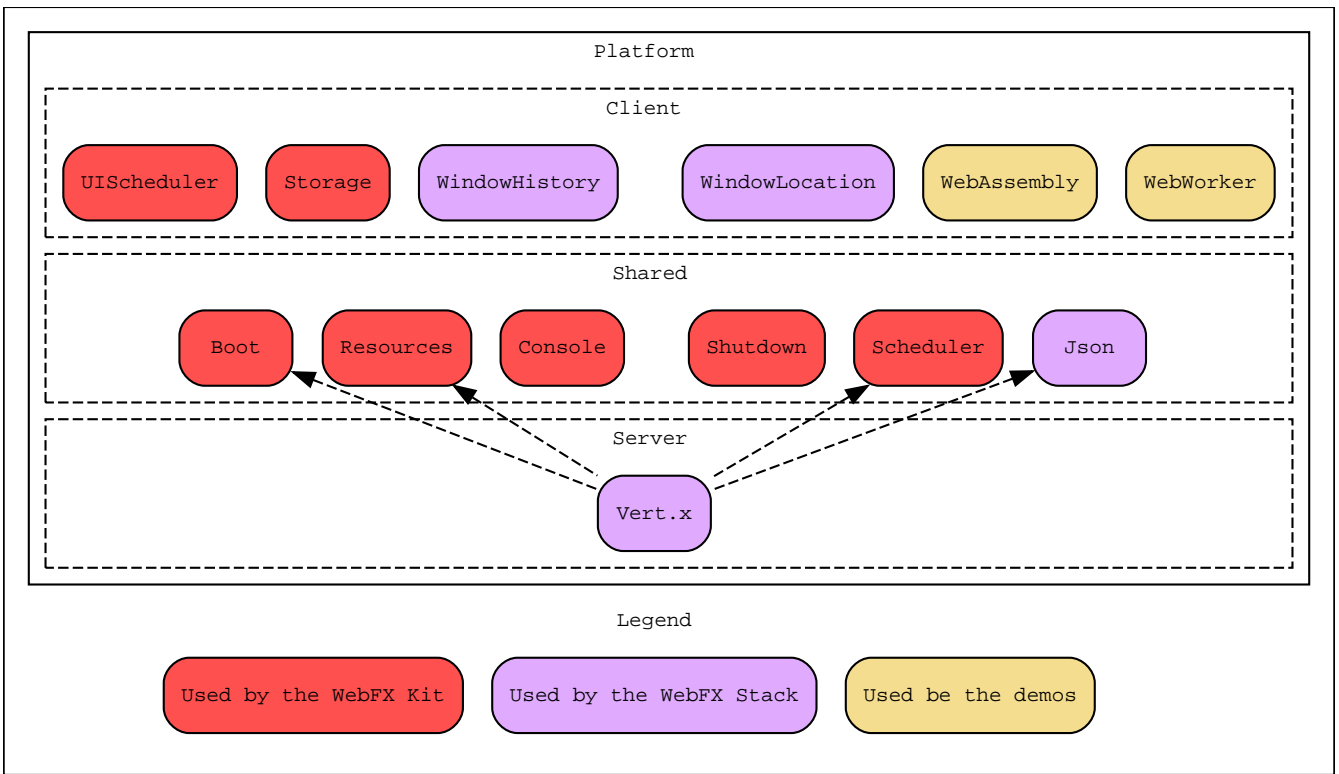 Platform
Client
UIScheduler Storage WindowHistory WindowLocation WebAssembly WebWorker
Shared
Boot Resources Console Shutdown Scheduler Json
Server
Vert.x
Legend
Used by the WebFX Kit Used by the WebFX Stack Used be the demos